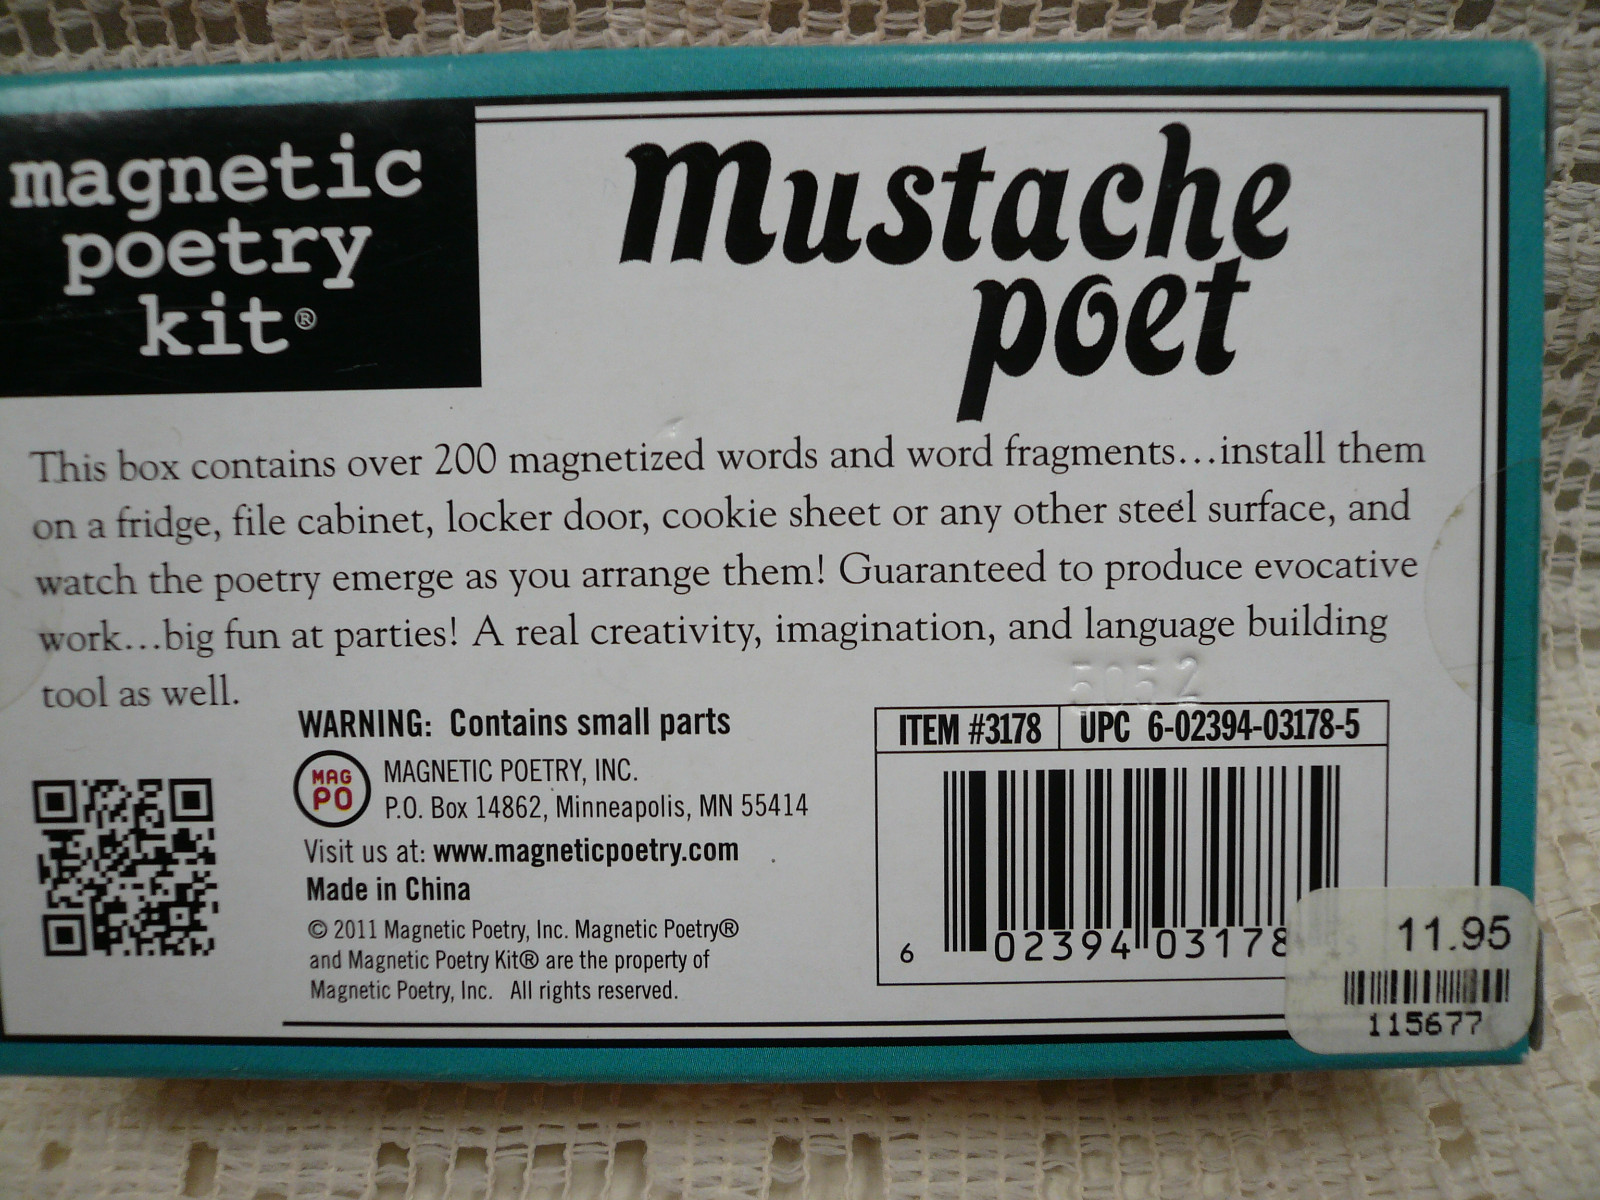 magnetic
poetry
kit®
Mustache
poet
This box contains over 200 magnetized words and word fragments...install them
on a fridge, file cabinet, locker door, cookie sheet or any other steel surface, and
watch the poetry emerge as you arrange them! Guaranteed to produce evocative
work...big fun at parties! A real creativity, imagination, and language building
tool as well.
5052
WARNING: Contains small parts
MAG
PO
MAGNETIC POETRY, INC.
P.O. Box 14862, Minneapolis, MN 55414
Visit us at: www.magneticpoetry.com
Made in China
© 2011 Magnetic Poetry, Inc. Magnetic Poetry®
and Magnetic Poetry Kit® are the property of
Magnetic Poetry, Inc. All rights reserved.
ITEM #3178 UPC 6-02394-03178-5
6 02394 03178
11.95
115677